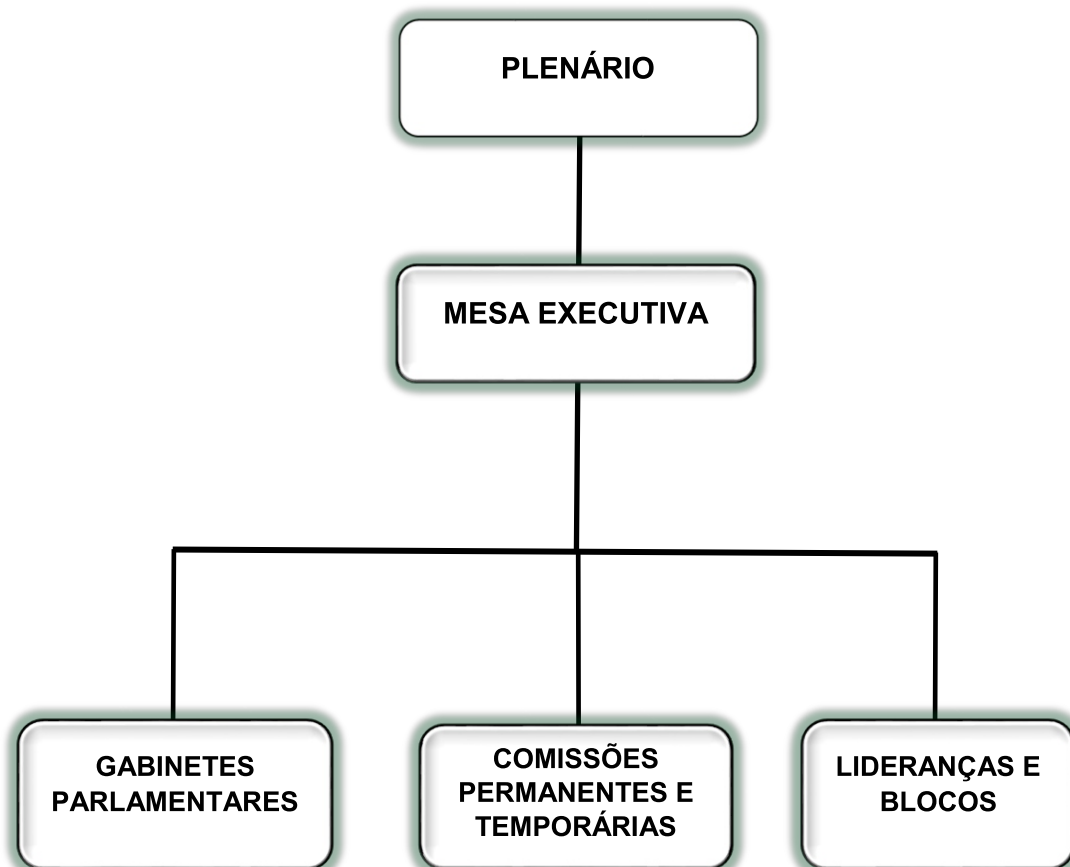 PLENÁRIO
MESA EXECUTIVA
GABINETES
PARLAMENTARES
COMISSÕES
PERMANENTES E
TEMPORÁRIAS
LIDERANÇAS E
BLOCOS